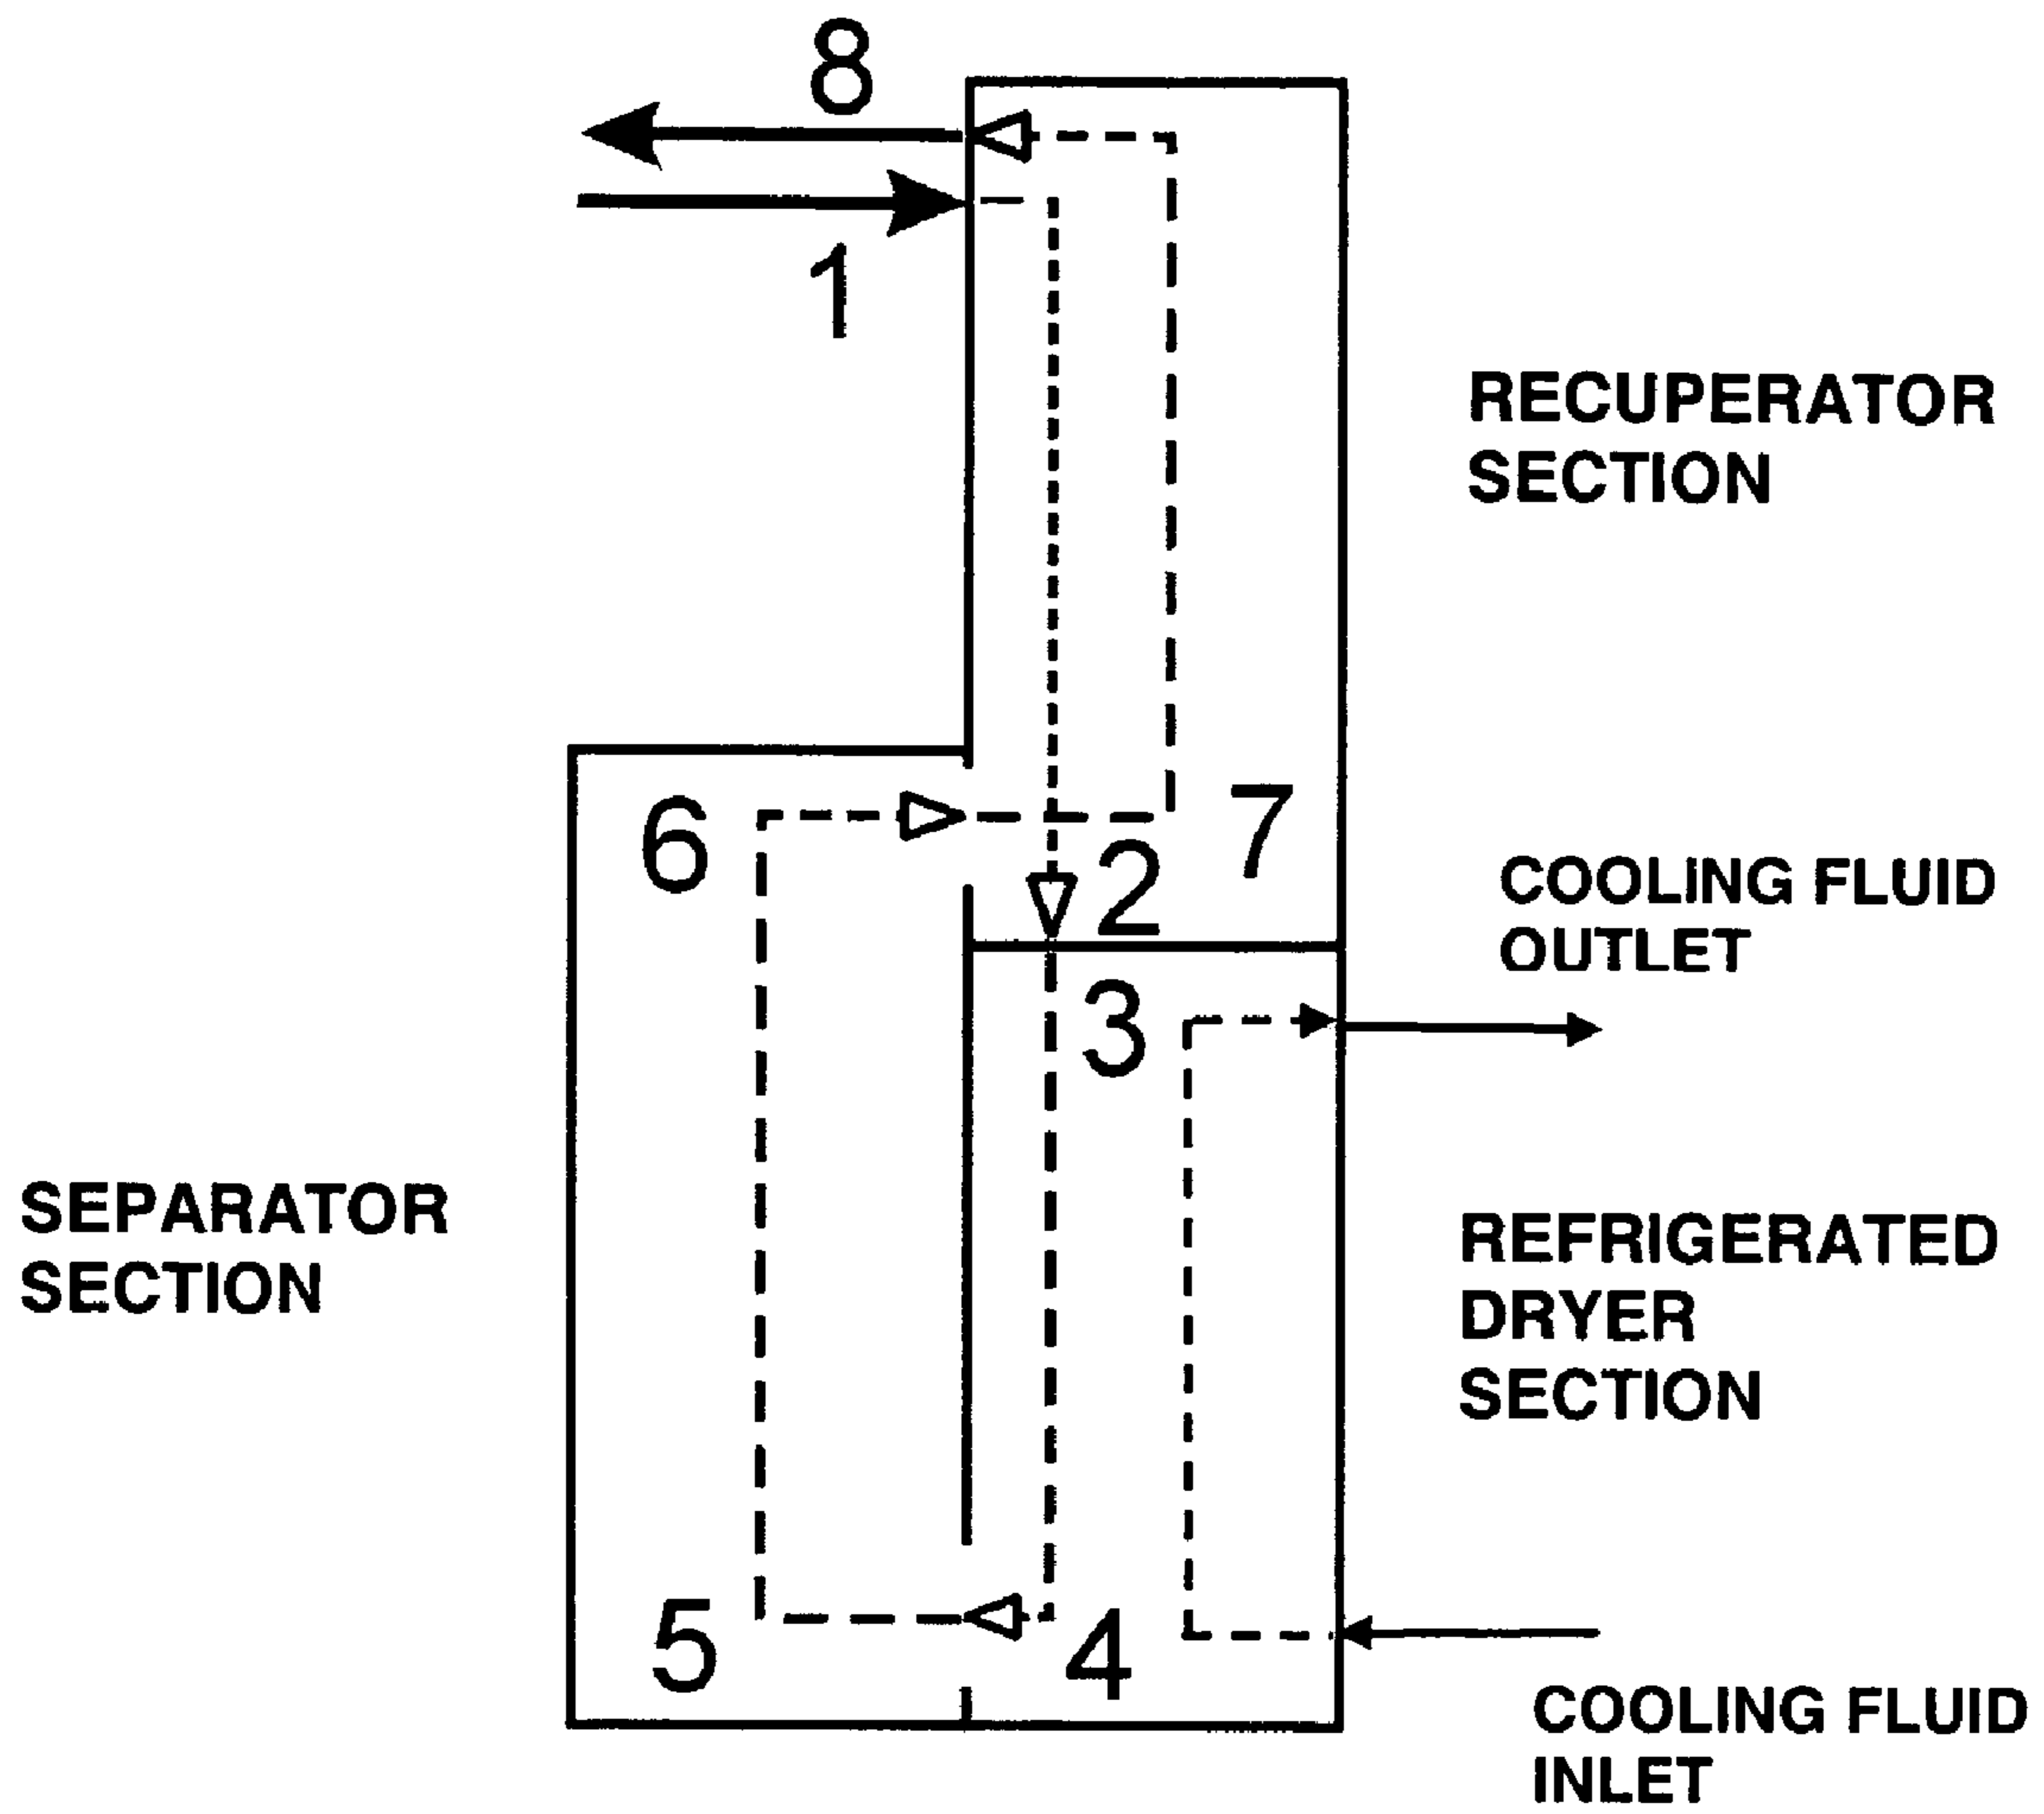 8
1
RECUPERATOR
SECTION
6
7
2
COOLING FLUID
OUTLET
3
SEPARATOR
SECTION
REFRIGERATED
DRYER
SECTION
5
4
COOLING FLUID
INLET